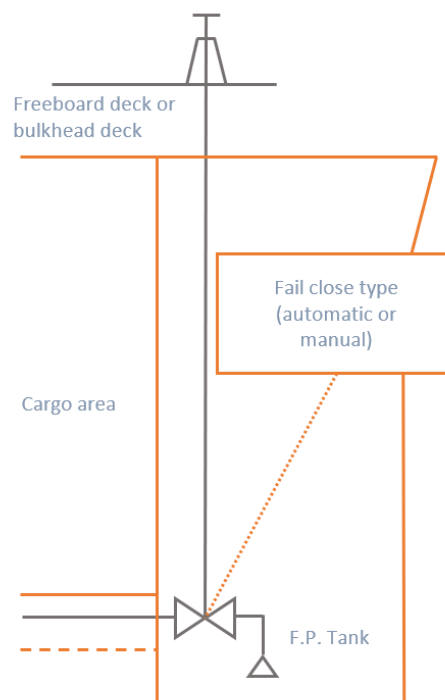 Freeboard deck or
bulkhead deck
Fail close type
(automatic or
manual)
Cargo area
F.P. Tank